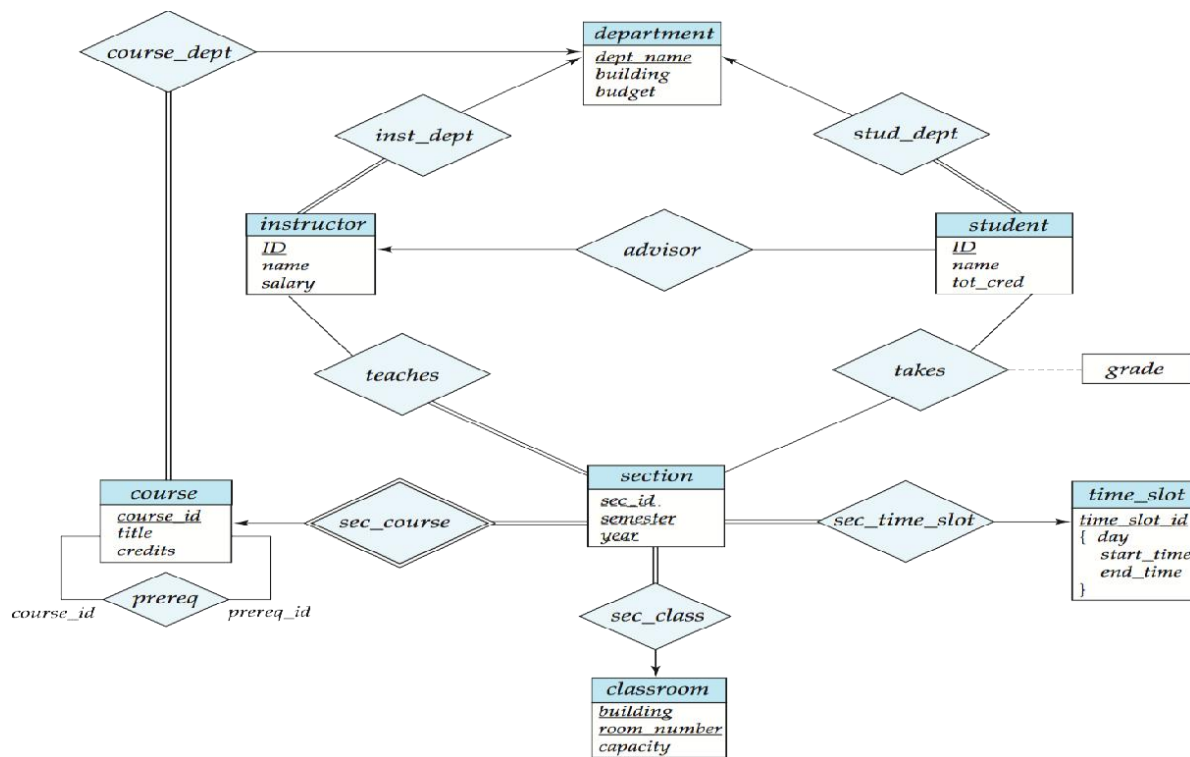 department
course_dept
dept_name
building
budget
inst_dept
stud_dept
instructor
ID
name
salary
advisor
student
ID
name
tot_cred
teaches
takes
grade
course
course_id
title
credits
sec_course
section
sec_id
semester
year
sec_time_slot
time_slot
time_slot_id
{ day
start_time
end_time
}
prereq
course_id
prereq_id
sec_class
classroom
building
room_number
capacity